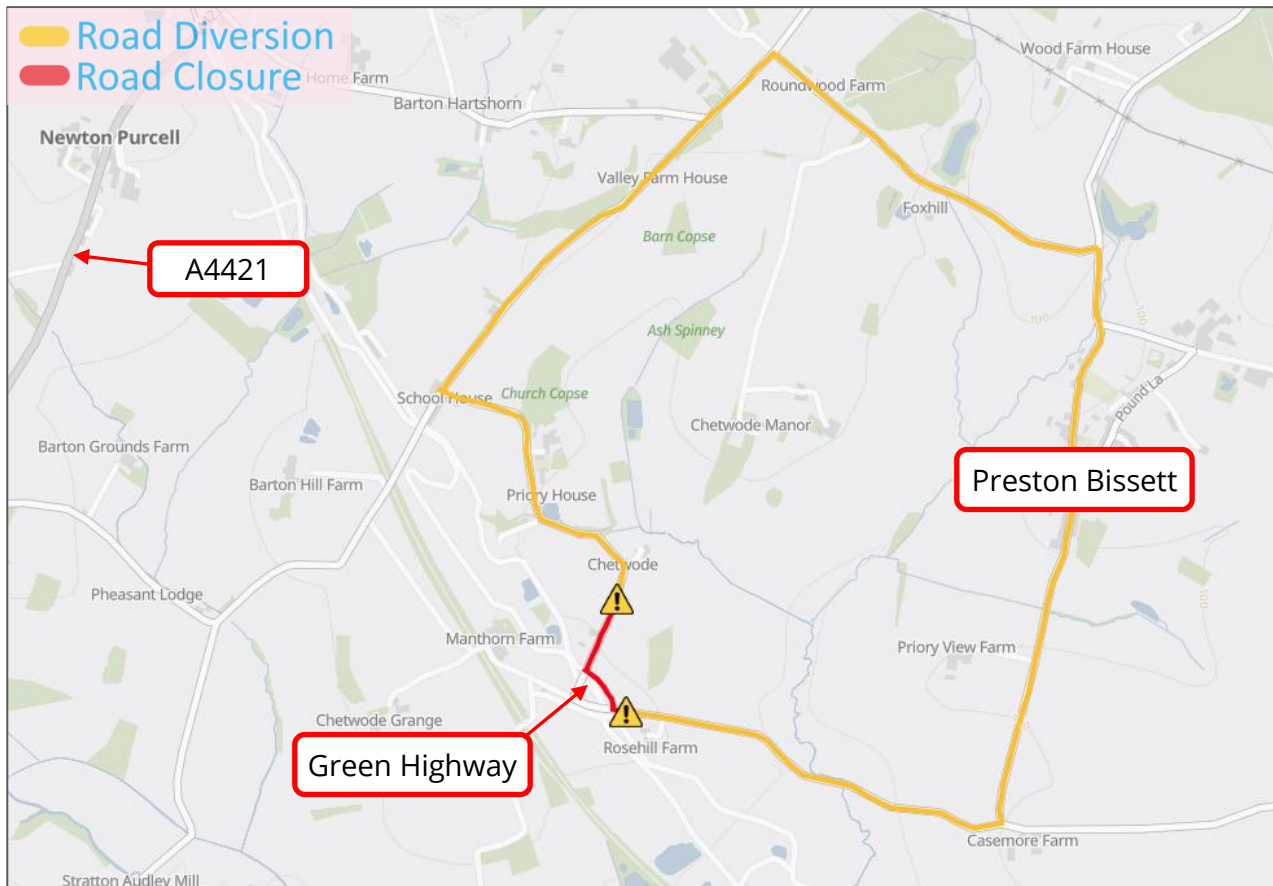 Road Diversion
Road Closure
Wood Farm House
Home Farm
Roundwood Farm
Barton Hartshorn
Newton Purcell
Valley Farm House
Foxhill
Barn Copse
A4421
100
100
Ash Spinney
School House
Church Copse
Pound La
Chetwode Manor
Barton Grounds Farm
Barton Hill Farm
Preston Bissett
Priory House
Chetwode
Pheasant Lodge
100
Manthorn Farm
Priory View Farm
Chetwode Grange
Rosehill Farm
Green Highway
Casemore Farm
Stratton Audley Mill